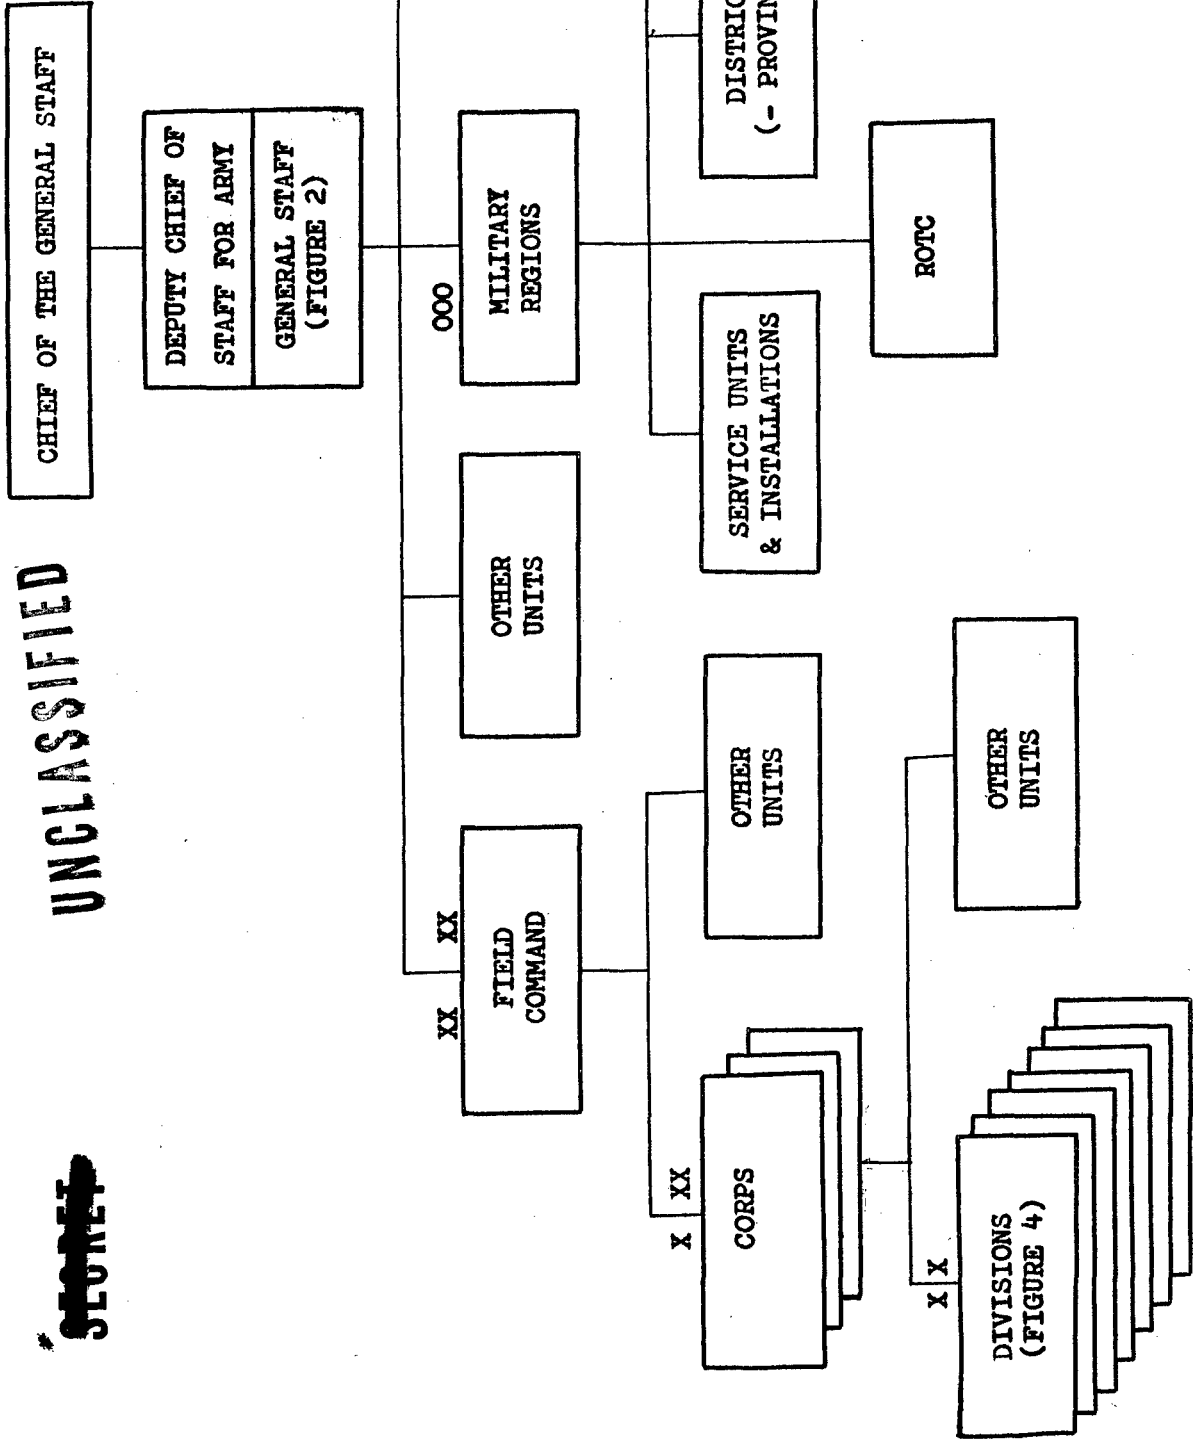 SECRET
UNCLASSIFIED
CHIEF OF THE GENERAL STAFF
DEPUTY CHIEF OF
STAFF FOR ARMY
GENERAL STAFF
(FIGURE 2)
XX XX
FIELD
COMMAND
OTHER
UNITS
OOO
MILITARY
REGIONS
X XX
CORPS
OTHER
UNITS
SERVICE UNITS
& INSTALLATIONS
DISTRIC
(- PROVIN
ROTC
X X
DIVISIONS
(FIGURE 4)
OTHER
UNITS